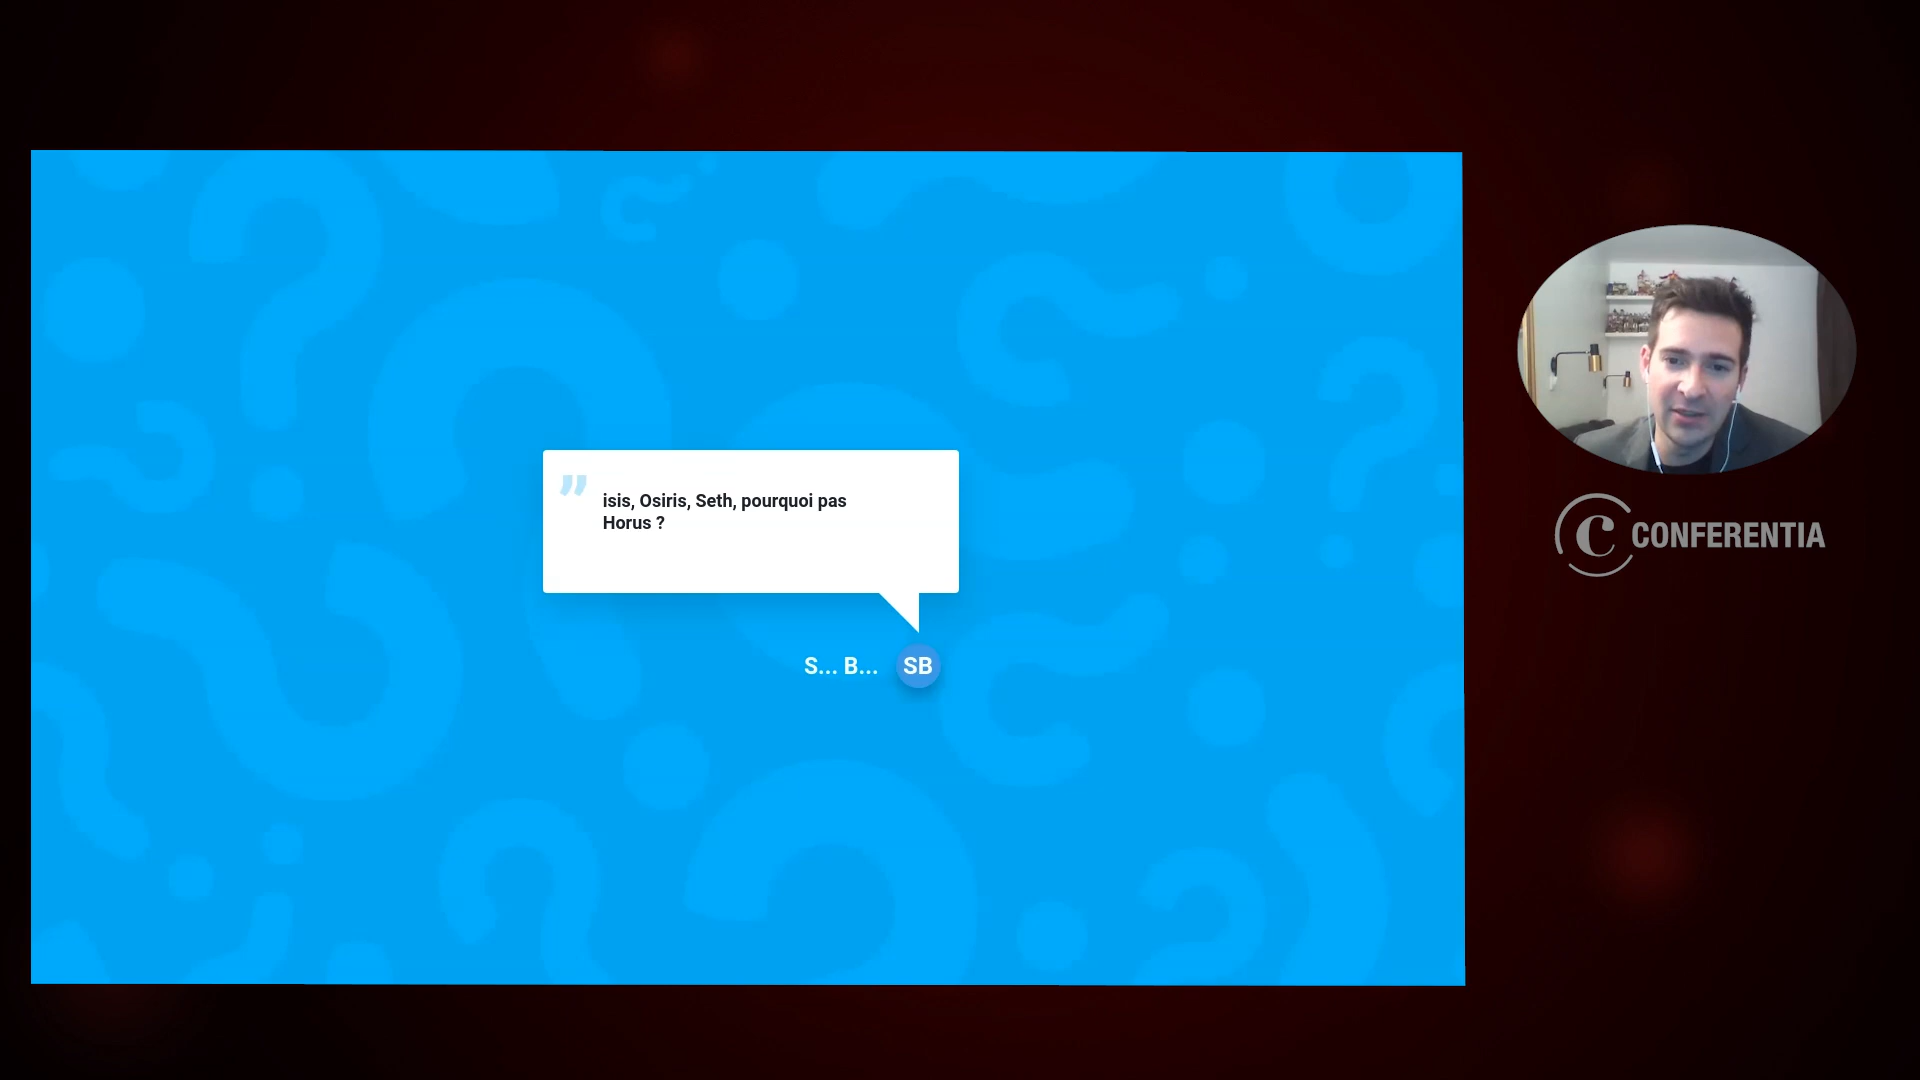 isis, Osiris, Seth, pourquoi pas
Horus ?
S... B...
SB
C CONFERENTIA